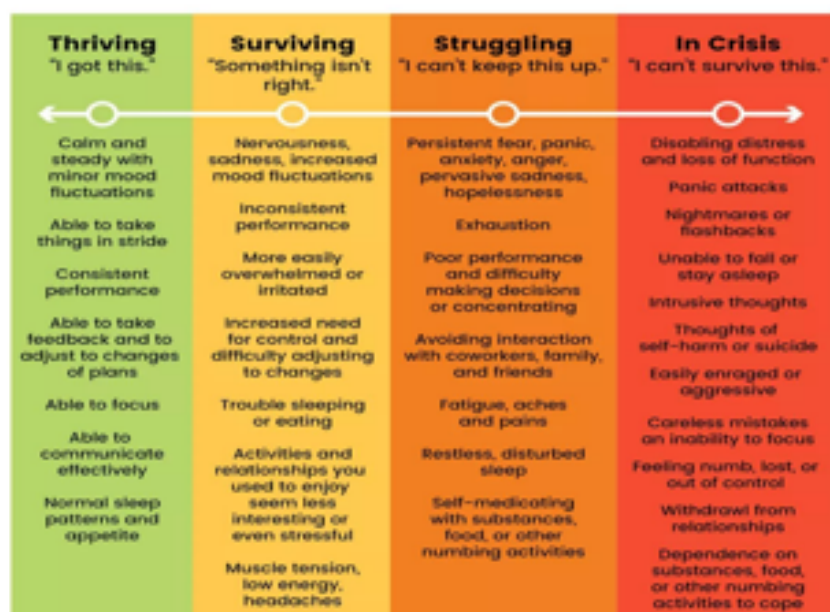 Thriving
"I got this."
Calm and
steady with
minor mood
fluctuations
Able to take
things in stride
Consistent
performance
Able to take
feedback and to
adjust to changes
of plans
Able to focus
Able to
communicate
effectively
Normal sleep
patterns and
appetite
Surviving
"Something isn't
right."
Nervousness,
sadness, increased
mood fluctuations
Inconsistent
performance
More easily
overwhelmed or
irritated
Increased need
for control and
difficulty adjusting
to changes
Trouble sleeping
or eating
Activities and
relationships you
used to enjoy
seem less
interesting or
even stressful
Muscle tension,
low energy,
headaches
Struggling
"I can't keep this up."
Persistent fear, panic,
anxiety, anger,
pervasive sadness,
hopelessness
Exhaustion
Poor performance
and difficulty
making decisions
or concentrating
Avoiding interaction
with coworkers, family,
and friends
Fatigue, aches
and pains
Restless, disturbed
sleep
Self-medicating
with substances,
food, or other
numbing activities
In Crisis
"I can't survive this."
Disabling distress
and loss of function
Panic attacks
Nightmares or
flashbacks
Unable to fall or
stay asleep
Intrusive thoughts
Thoughts of
self-harm or suicide
Easily enraged or
aggressive
Careless mistakes
an inability to focus
Feeling numb, lost, or
out of control
Withdrawl from
relationships
Dependence on
substances, food,
or other numbing
activities to cope